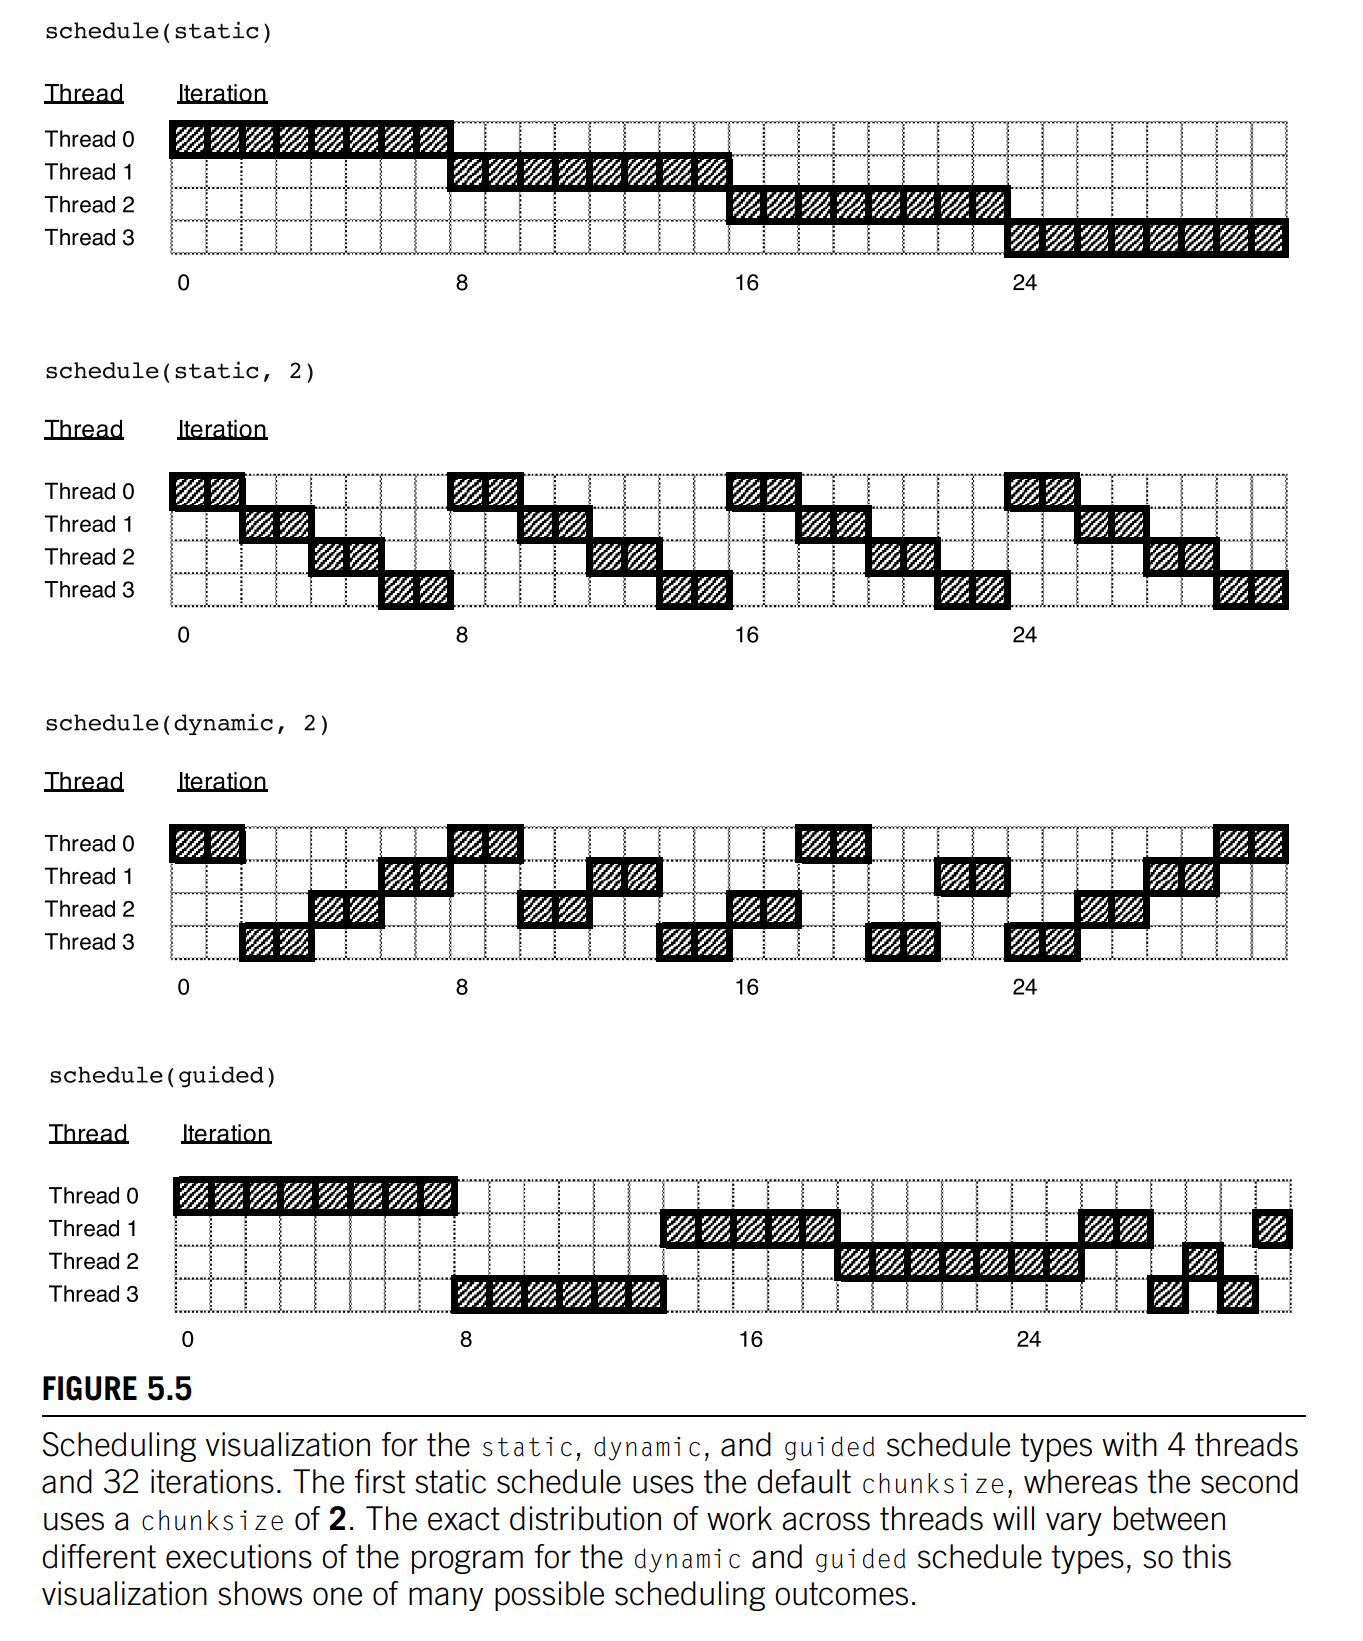 schedule(static)
Thread Iteration
Thread 0
Thread 1
Thread 2
Thread 3
0 8 16 24
schedule(static, 2)
Thread Iteration
Thread 0
Thread 1
Thread 2
Thread 3
0 8 16 24
schedule(dynamic, 2)
Thread Iteration
Thread 0
Thread 1
Thread 2
Thread 3
0 8 16 24
schedule(guided)
Thread Iteration
Thread 0
Thread 1
Thread 2
Thread 3
0 8 16 24
FIGURE 5.5
Scheduling visualization for the static, dynamic, and guided schedule types with 4 threads
and 32 iterations. The first static schedule uses the default chunksize, whereas the second
uses a chunksize of 2. The exact distribution of work across threads will vary between
different executions of the program for the dynamic and guided schedule types, so this
visualization shows one of many possible scheduling outcomes.